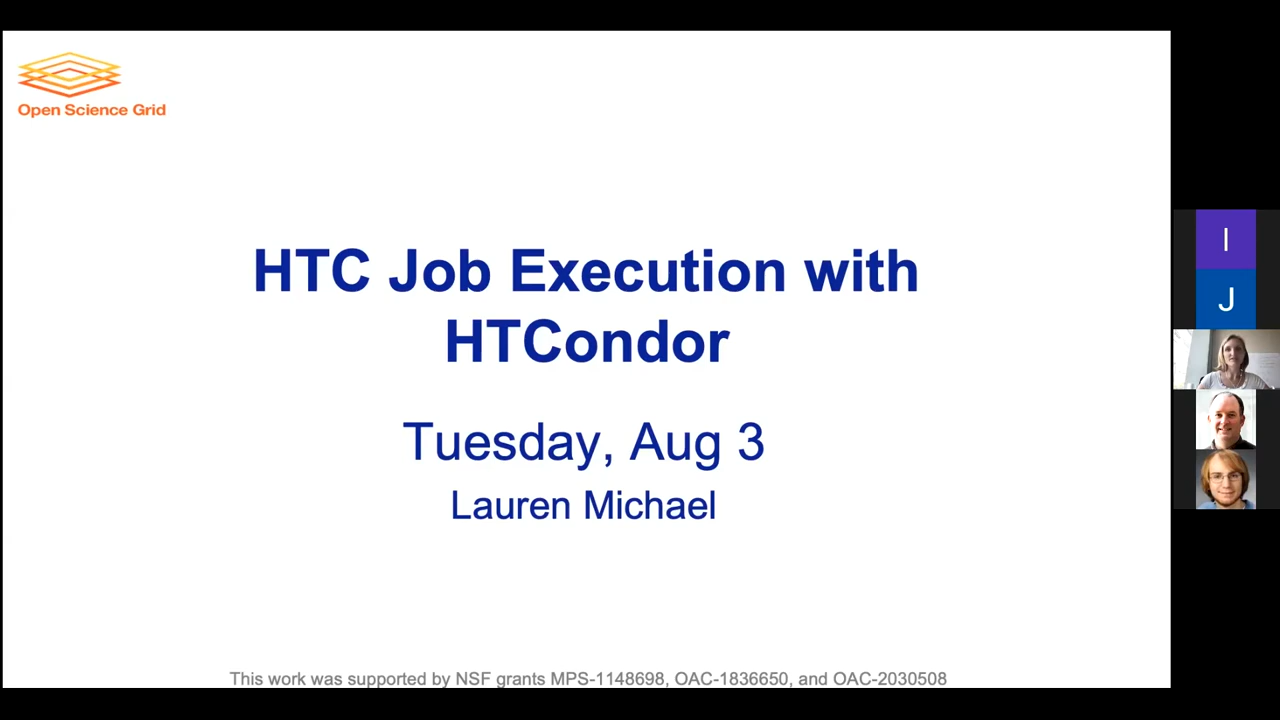 Open Science Grid
HTC Job Execution with
HTCondor
Tuesday, Aug 3
Lauren Michael
This work was supported by NSF grants MPS-1148698, OAC-1836650, and OAC-2030508
I
J